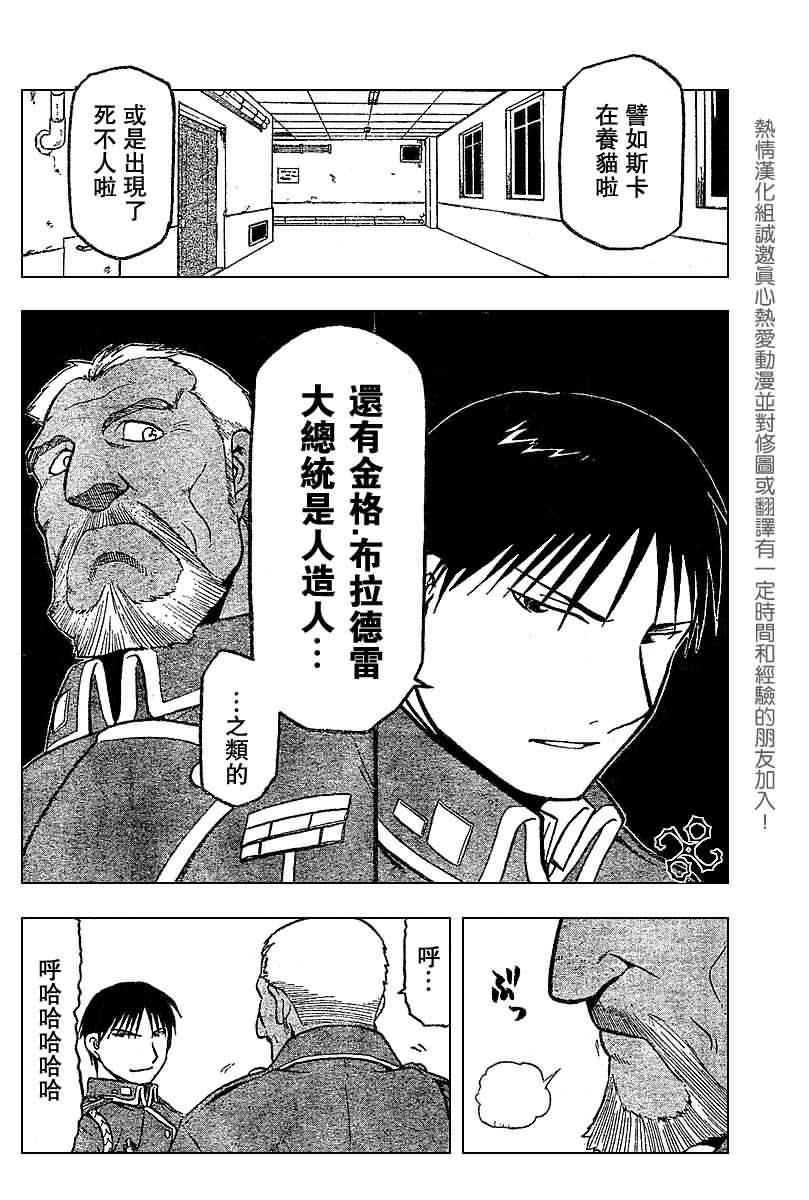 譬如斯卡
在養貓啦
或是出現了
死不人啦
還有金格·布拉德雷
大總統是人造人…
…之類的
ぶっ
呼…
呼哈哈哈哈哈
熱情漢化組誠邀眞心熱愛動漫並對修圖或翻譯有一定時間和經驗的朋友加入！